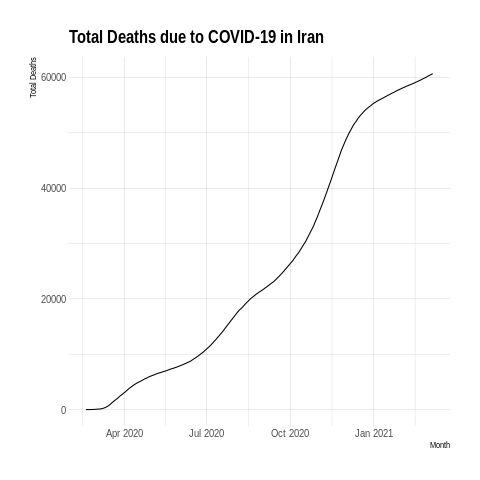 Total Deaths due to COVID-19 in Iran
Total Deaths
60000
40000
20000
0
Apr 2020 Jul 2020 Oct 2020 Jan 2021
Month